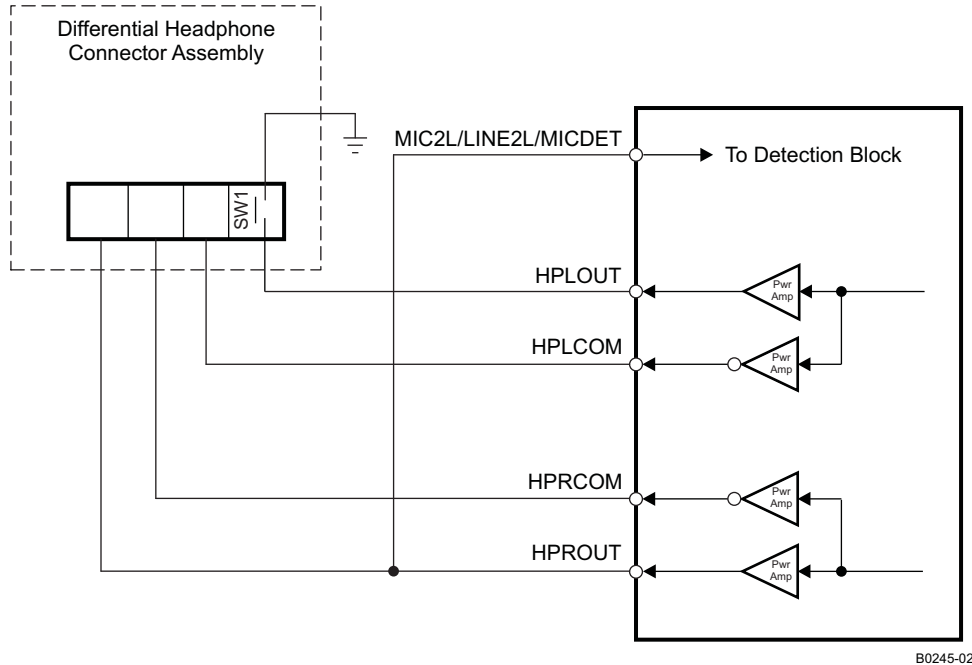 Differential Headphone
Connector Assembly
MIC2L/LINE2L/MICDET
To Detection Block
SW1
HPLOUT
Pwr
Amp
HPLCOM
Pwr
Amp
HPRCOM
Pwr
Amp
HPROUT
Pwr
Amp
B0245-02